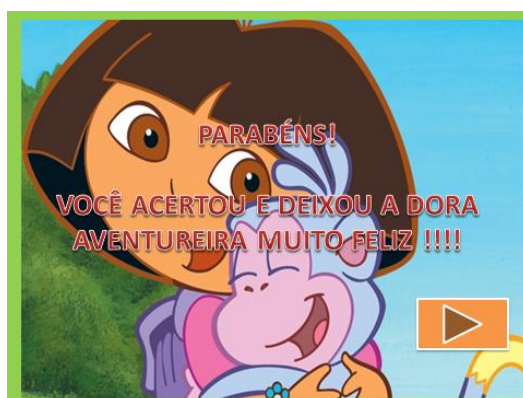 PARABÉNS!
VOCÊ ACERTOU E DEIXOU A DORA
AVENTUREIRA MUITO FELIZ !!!!